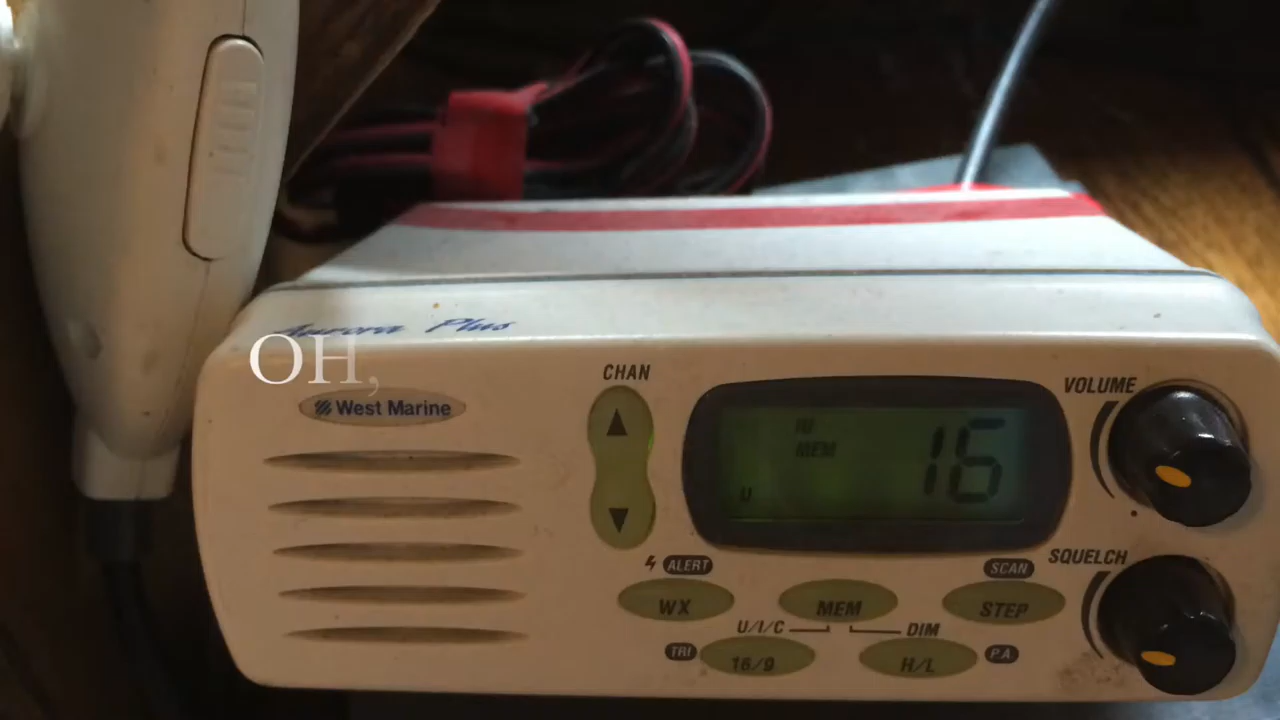 Aurora Plus
OH,
West Marine
CHAN
VOLUME
MEM
16
U
SQUELCH
ALERT
SCAN
WX
MEM
STEP
U/I/C
DIM
TRI
16/9
H/L
P.A